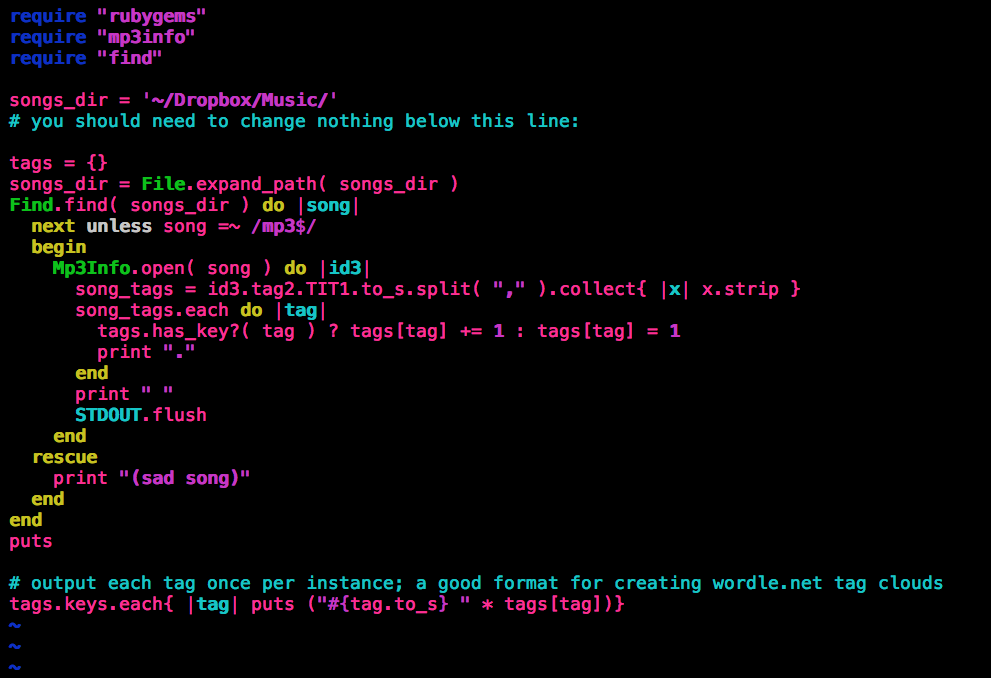 require "rubygems"
require "mp3info"
require "find"

songs_dir = '~/Dropbox/Music/'
# you should need to change nothing below this line:

tags = {}
songs_dir = File.expand_path( songs_dir )
Find.find( songs_dir ) do |song|
  next unless song =~ /mp3$/
  begin
    Mp3Info.open( song ) do |id3|
      song_tags = id3.tag2.TIT1.to_s.split( "," ).collect{ |x| x.strip }
      song_tags.each do |tag|
        tags.has_key?( tag ) ? tags[tag] += 1 : tags[tag] = 1
        print "."
      end
      print " "
      STDOUT.flush
    end
  rescue
    print "(sad song)"
  end
end
puts

# output each tag once per instance; a good format for creating wordle.net tag clouds
tags.keys.each{ |tag| puts ("#{tag.to_s} " * tags[tag])}
~
~
~